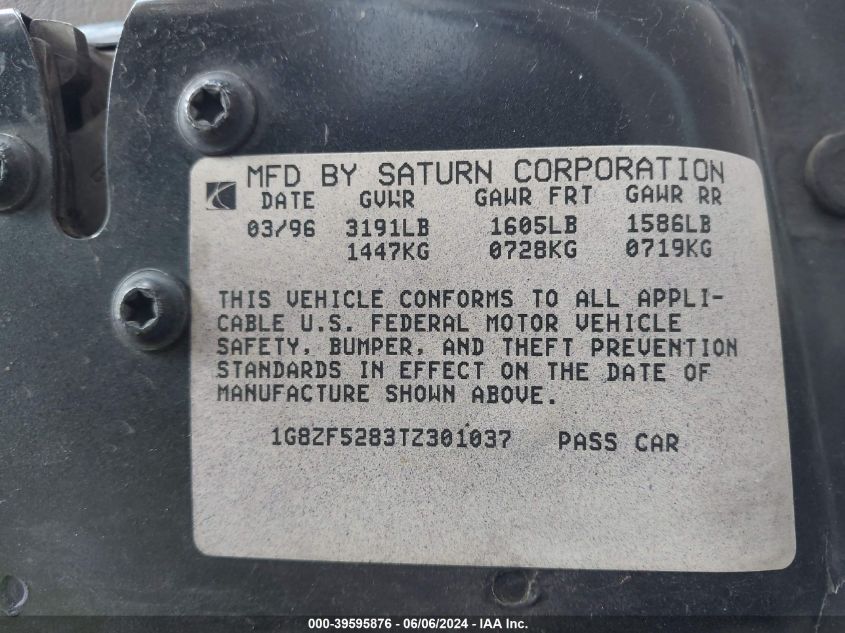 MFD BY SATURN CORPORATION
DATE GVWR GAWR FRT GAWR RR
03/96 3191LB 1605LB 1586LB
1447KG 0728KG 0719KG
THIS VEHICLE CONFORMS TO ALL APPLI-
CABLE U.S. FEDERAL MOTOR VEHICLE
SAFETY, BUMPER, AND THEFT PREVENTION
STANDARDS IN EFFECT ON THE DATE OF
MANUFACTURE SHOWN ABOVE.
1G8ZF5283TZ301037 PASS CAR
000-39595876 - 06/06/2024 - IAA Inc.